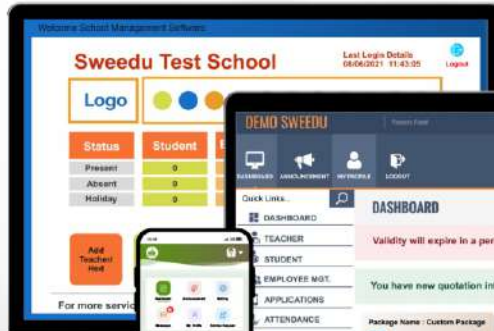 Welcome School Management Software
Sweedu Test School
Last Login Details
08/06/2021 11:43:05
Logout
Logo
Status
Student
Present
0
Absent
0
Holiday
0
Add
Teacher/
For more servic
DEMO SWEEDU
DASHBOARD
ANNOUNCEMENT
MY PROFILE
LOGOUT
Quick Links..
DASHBOARD
TEACHER
STUDENT
EMPLOYEE MGT.
APPLICATIONS
ATTENDANCE
DASHBOARD
Validity will expire in a per
You have new quotation inf
Package Name : Custom Package